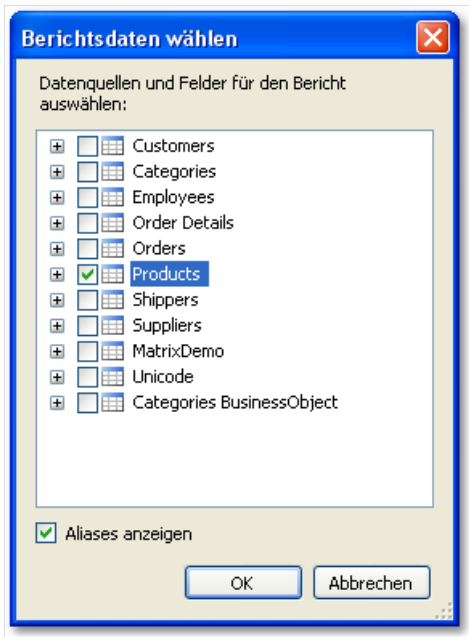 Berichtsdaten wählen
Datenquellen und Felder für den Bericht
auswählen:
Customers
Categories
Employees
Order Details
Orders
Products
Shippers
Suppliers
MatrixDemo
Unicode
Categories BusinessObject
Aliases anzeigen
OK
Abbrechen